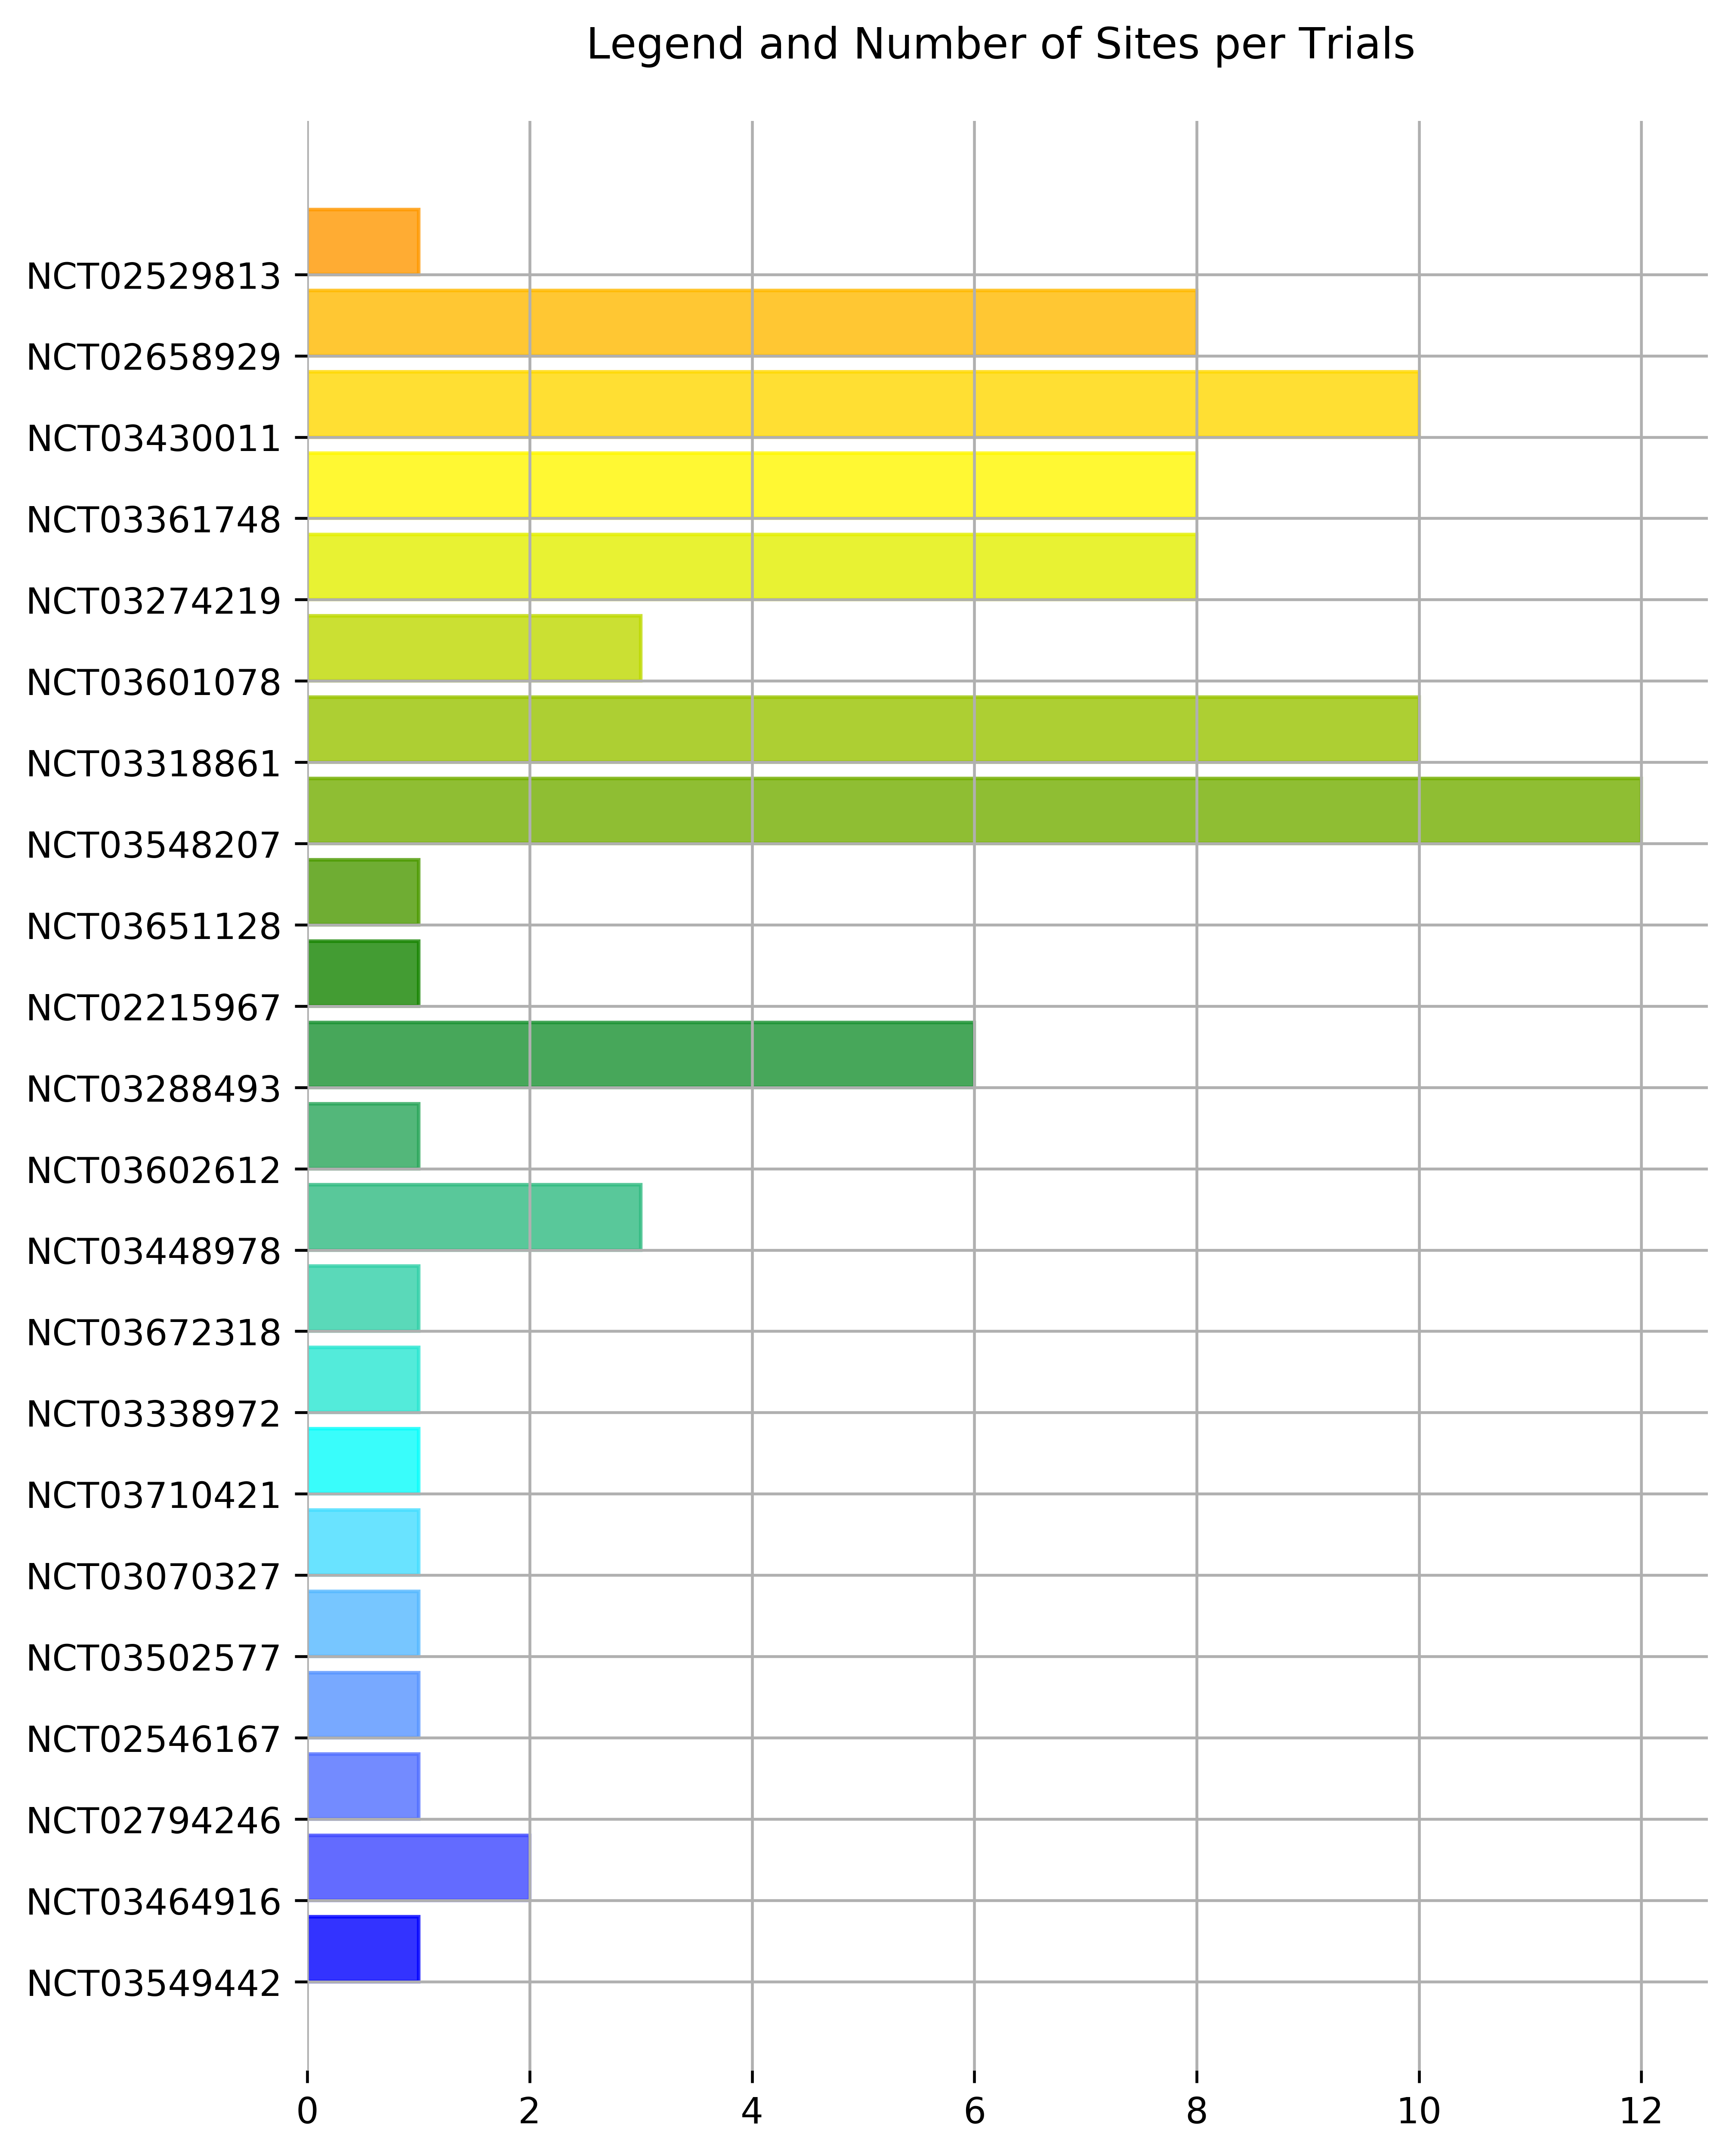 Legend and Number of Sites per Trials
NCT02529813
NCT02658929
NCT03430011
NCT03361748
NCT03274219
NCT03601078
NCT03318861
NCT03548207
NCT03651128
NCT02215967
NCT03288493
NCT03602612
NCT03448978
NCT03672318
NCT03338972
NCT03710421
NCT03070327
NCT03502577
NCT02546167
NCT02794246
NCT03464916
NCT03549442
0 2 4 6 8 10 12